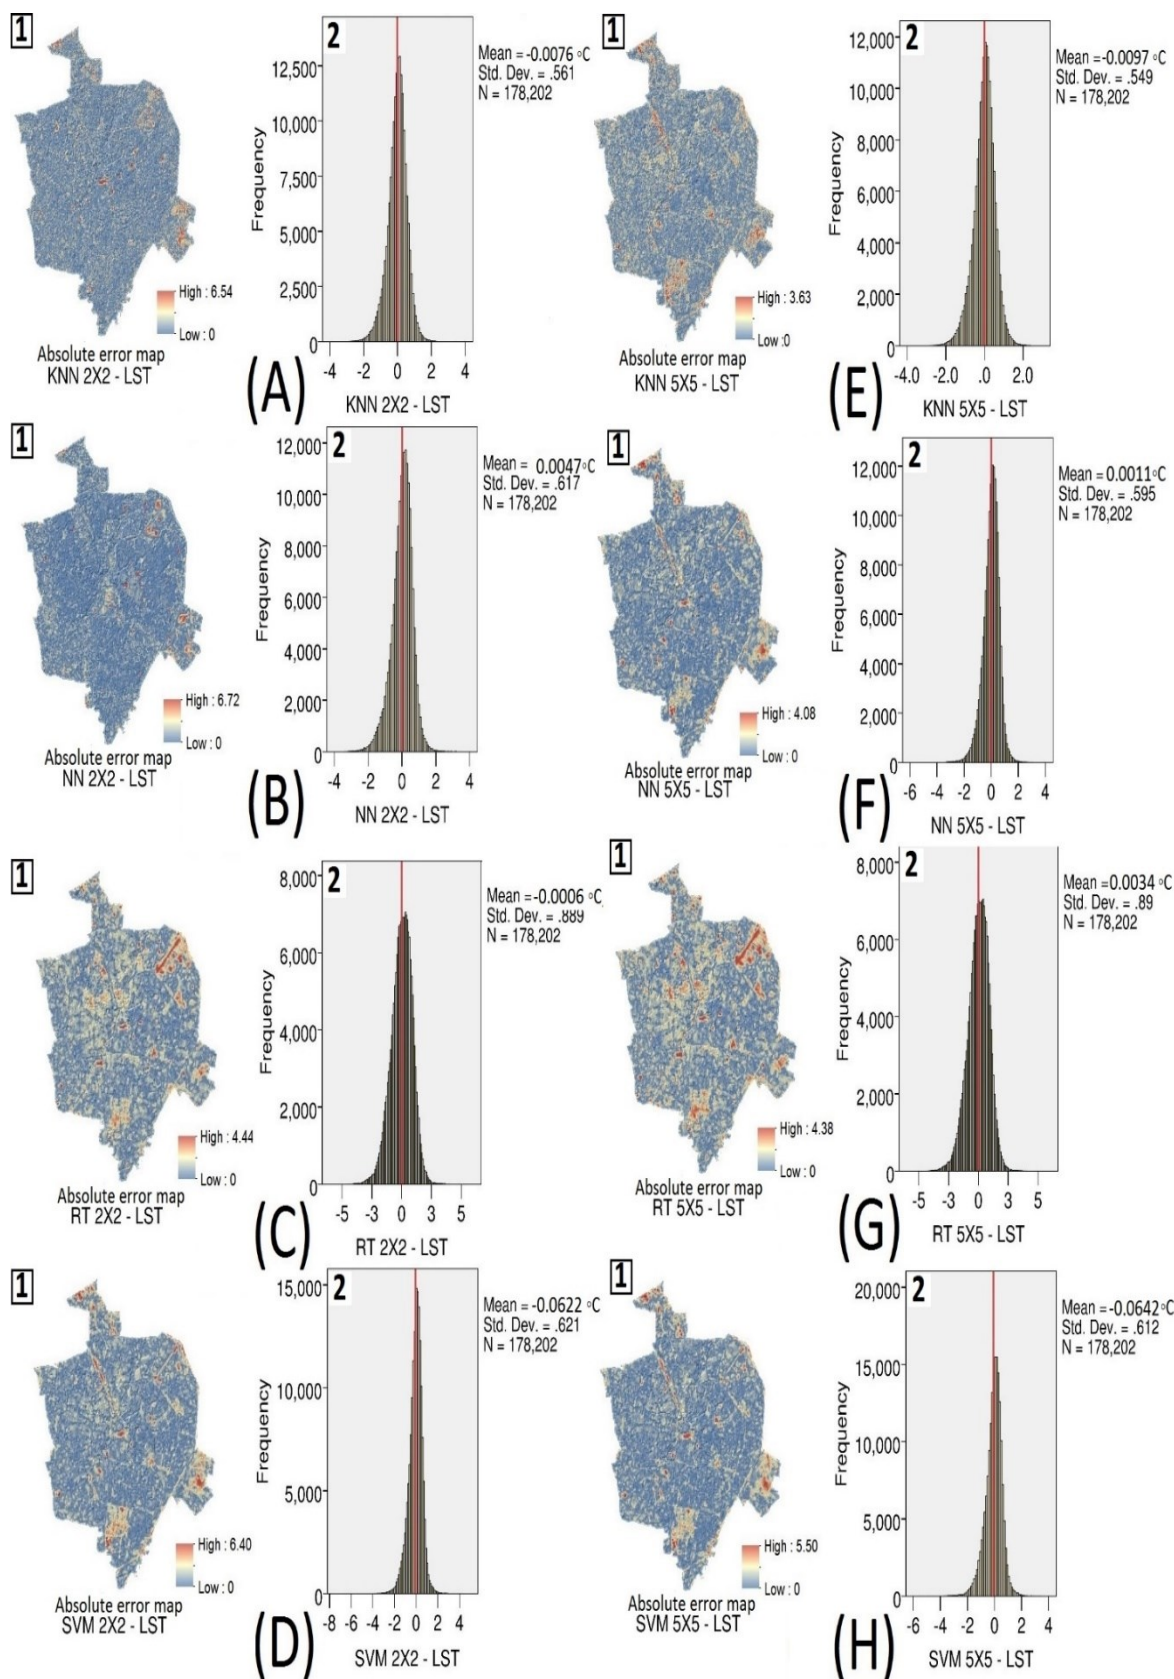 1
2
Mean = -0.0076 °C
Std. Dev. = .561
N = 178,202
12,500
10,000
7,500
5,000
2,500
0
Frequency
-4 -2 0 2 4
KNN 2X2 - LST
High : 6.54
Low : 0
Absolute error map
KNN 2X2 - LST
(A)
1
2
Mean = -0.0097 °C
Std. Dev. = .549
N = 178,202
12,000
10,000
8,000
6,000
4,000
2,000
0
Frequency
-4.0 -2.0 .0 2.0
KNN 5X5 - LST
High : 3.63
Low :0
Absolute error map
KNN 5X5 - LST
(E)
1
2
Mean = 0.0047°C
Std. Dev. = .617
N = 178,202
12,000
10,000
8,000
6,000
4,000
2,000
0
Frequency
-4 -2 0 2 4
NN 2X2 - LST
High : 6.72
Low : 0
Absolute error map
NN 2X2 - LST
(B)
1
2
Mean = 0.0011°C
Std. Dev. = .595
N = 178,202
12,000
10,000
8,000
6,000
4,000
2,000
0
Frequency
-6 -4 -2 0 2 4
NN 5X5 - LST
High : 4.08
Low : 0
Absolute error map
NN 5X5 - LST
(F)
1
2
Mean = -0.0006 °C
Std. Dev. = .889
N = 178,202
8,000
6,000
4,000
2,000
0
Frequency
-5 -3 0 3 5
RT 2X2 - LST
High : 4.44
Low : 0
Absolute error map
RT 2X2 - LST
(C)
1
2
Mean = 0.0034 °C
Std. Dev. = .89
N = 178,202
8,000
6,000
4,000
2,000
0
Frequency
-5 -3 0 3 5
RT 5X5 - LST
High : 4.38
Low : 0
Absolute error map
RT 5X5 - LST
(G)
1
2
Mean = -0.0622 °C
Std. Dev. = .621
N = 178,202
15,000
10,000
5,000
0
Frequency
-6 -4 -2 0 2 4
SVM 2X2 - LST
High : 6.40
Low : 0
Absolute error map
SVM 2X2 - LST
(D)
1
2
Mean = -0.0642 °C
Std. Dev. = .612
N = 178,202
20,000
15,000
10,000
5,000
0
Frequency
-6 -4 -2 0 2 4
SVM 5X5 - LST
High : 5.50
Low : 0
Absolute error map
SVM 5X5 - LST
(H)